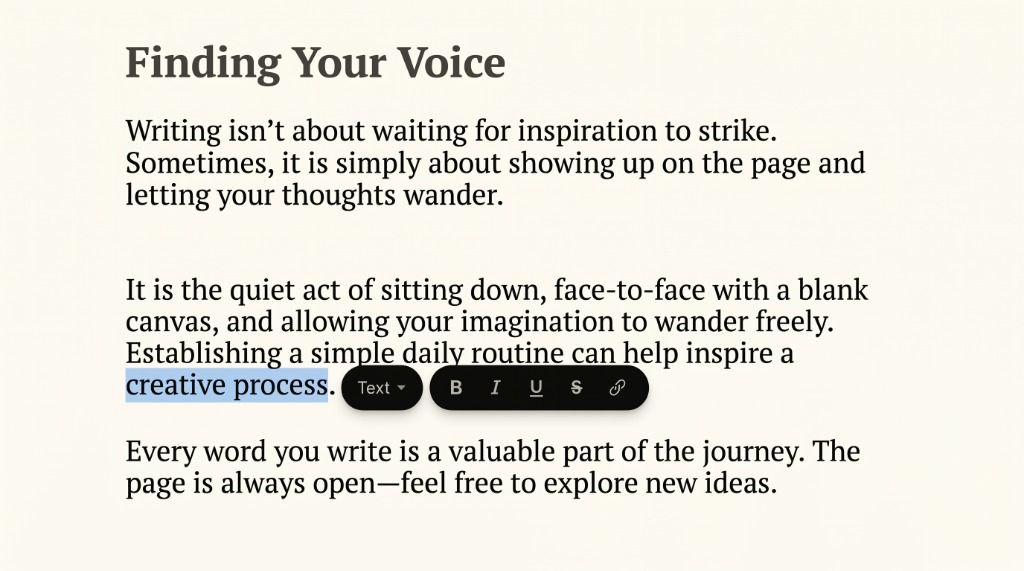 Finding Your Voice
Writing isn’t about waiting for inspiration to strike.
Sometimes, it is simply about showing up on the page and
letting your thoughts wander.
It is the quiet act of sitting down, face-to-face with a blank
canvas, and allowing your imagination to wander freely.
Establishing a simple daily routine can help inspire a
creative process.
Text B I U S
Every word you write is a valuable part of the journey. The
page is always open—feel free to explore new ideas.